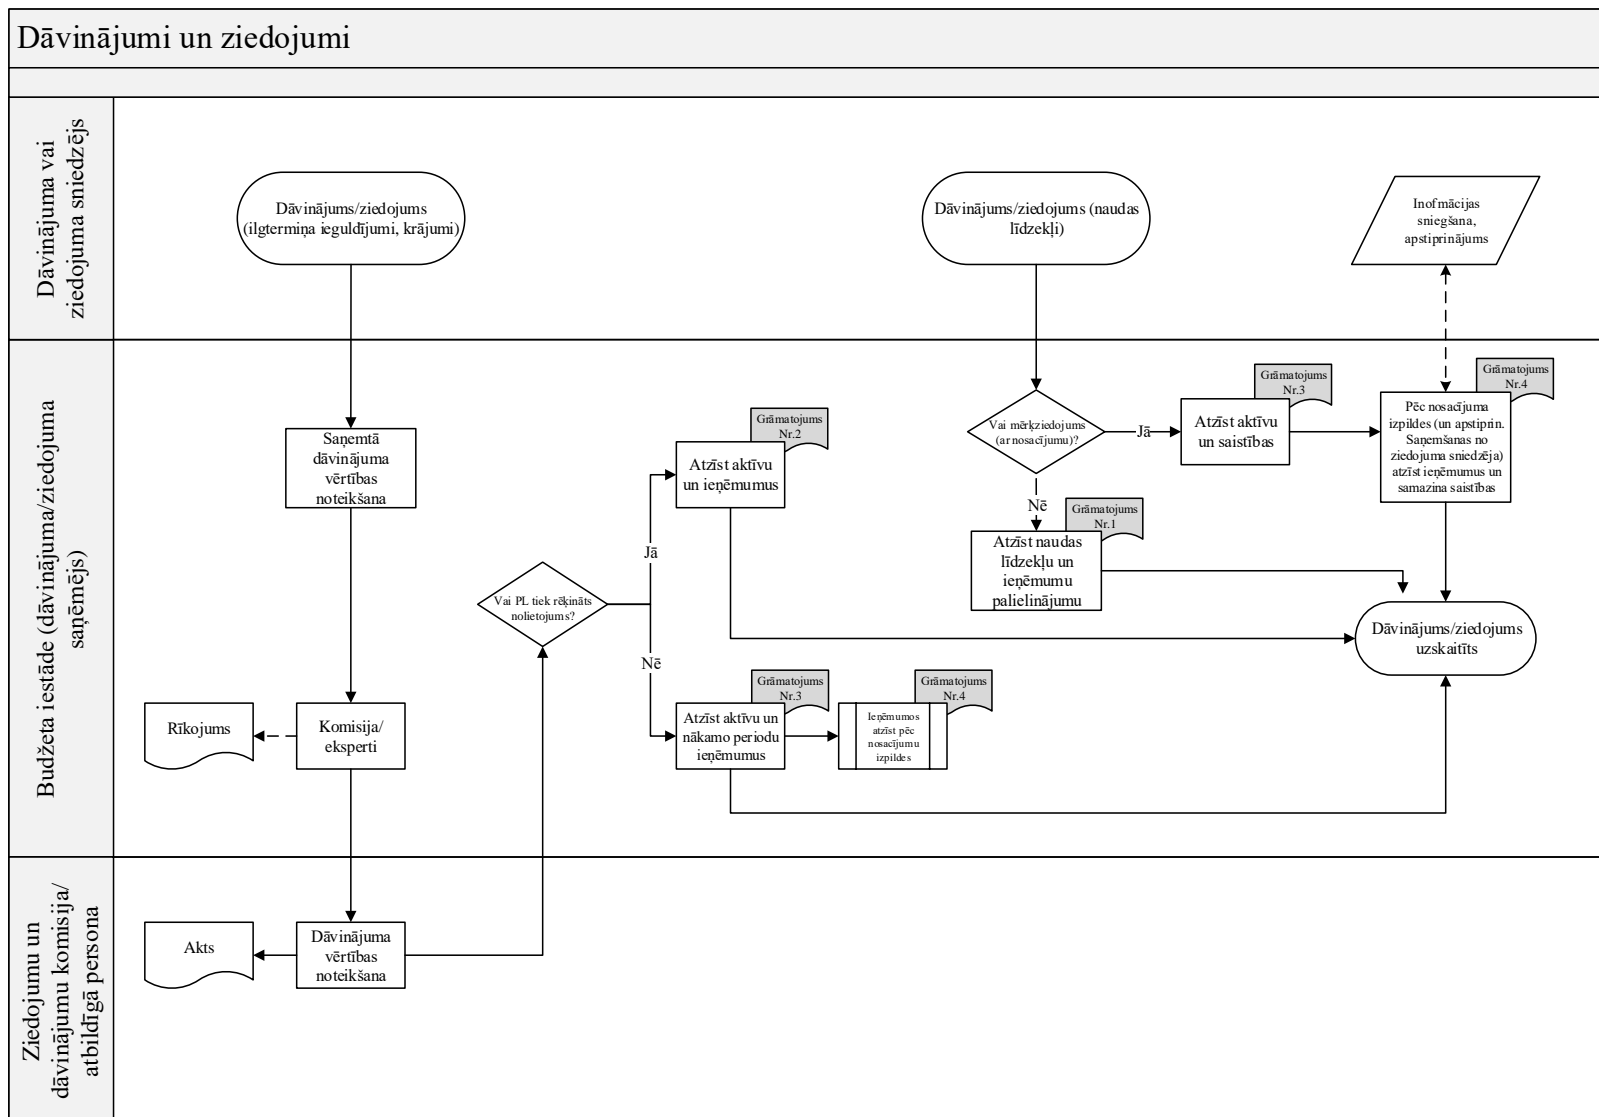 Dāvinājumi un ziedojumi
Dāvinājuma vai
ziedojuma sniedzējs
Dāvinājums/ziedojums
(ilgtermiņa ieguldījumi, krājumi)
Dāvinājums/ziedojums (naudas
līdzekļi)
Inofmācijas
sniegšana,
apstiprinājums
Budžeta iestāde (dāvinājuma/ziedojuma
saņēmējs)
Saņemtā
dāvinājuma
vērtības
noteikšana
Komisija/
eksperti
Rīkojums
Vai PL tiek rēķināts
nolietojums?
Jā
Nē
Grāmatojums
Nr.2
Atzīst aktīvu
un ieņēmumus
Grāmatojums
Nr.3
Atzīst aktīvu un
nākamo periodu
ieņēmumus
Grāmatojums
Nr.4
Ieņēmumos
atzīst pēc
nosacījumu
izpildes
Vai mērķziedojums
(ar nosacījumu)?
Jā
Nē
Grāmatojums
Nr.3
Atzīst aktīvu
un saistības
Grāmatojums
Nr.4
Pēc nosacījuma
izpildes (un apstiprin.
Saņemšanas no
ziedojuma sniedzēja)
atzīst ieņēmumus un
samazina saistības
Grāmatojums
Nr.1
Atzīst naudas
līdzekļu un
ieņēmumu
palielinājumu
Dāvinājums/ziedojums
uzskaitīts
Ziedojumu un
dāvinājumu komisija/
atbildīgā persona
Akts
Dāvinājuma
vērtības
noteikšana